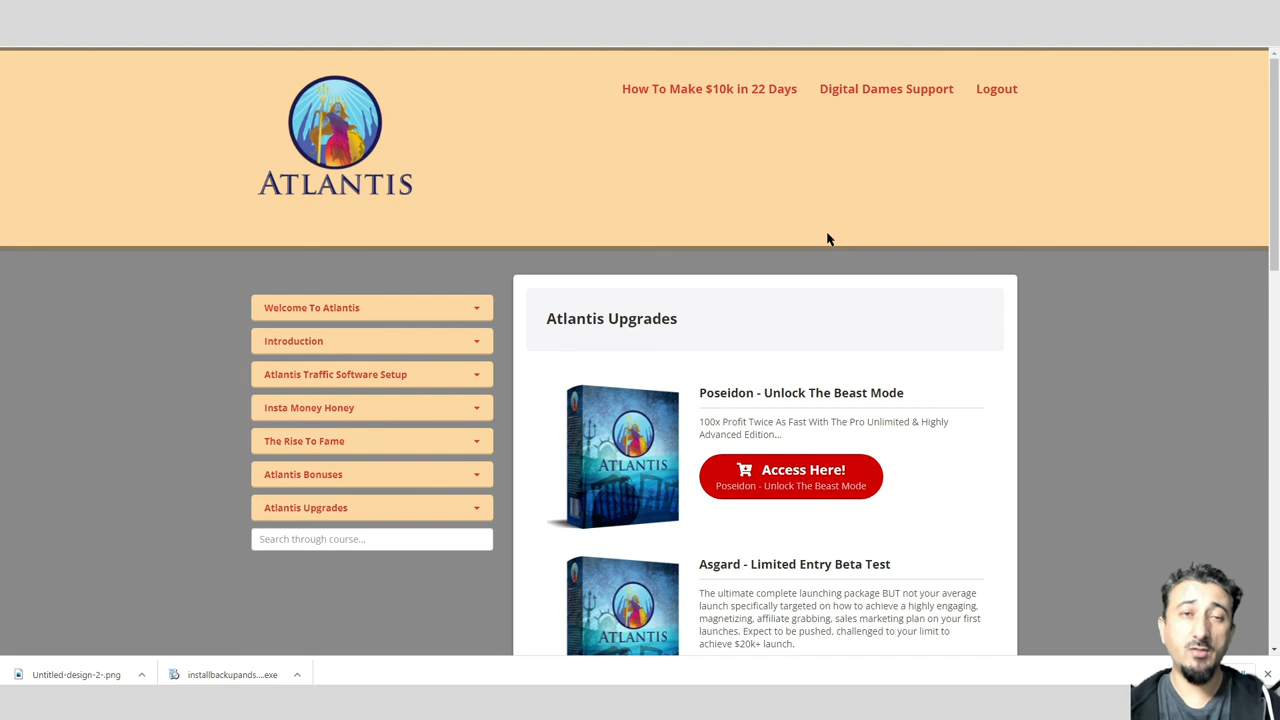 How To Make $10k in 22 Days
Digital Dames Support
Logout
ATLANTIS
Welcome To Atlantis
Introduction
Atlantis Traffic Software Setup
Insta Money Honey
The Rise To Fame
Atlantis Bonuses
Atlantis Upgrades
Search through course...
Atlantis Upgrades
ATLANTIS
Poseidon - Unlock The Beast Mode
100x Profit Twice As Fast With The Pro Unlimited & Highly
Advanced Edition...
Access Here!
Poseidon - Unlock The Beast Mode
ATLANTIS
Asgard - Limited Entry Beta Test
The ultimate complete launching package BUT not your average
launch specifically targeted on how to achieve a highly engaging,
magnetizing, affiliate grabbing, sales marketing plan on your first
launches. Expect to be pushed, challenged to your limit to
achieve $20k+ launch.
Untitled-design-2-.png
installbackupands....exe